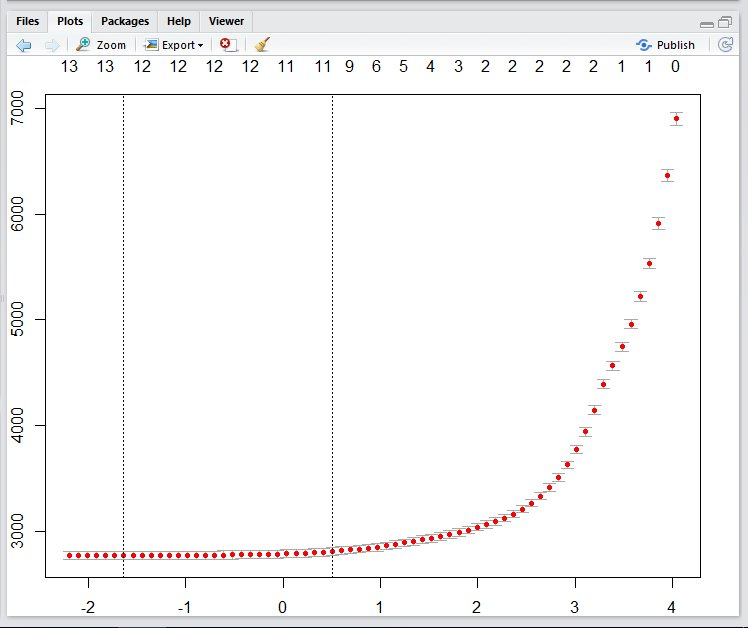 Files Plots Packages Help Viewer
Zoom Export Publish
13 13 12 12 12 12 11 11 9 6 5 4 3 2 2 2 2 2 1 1 0
7000
6000
5000
4000
3000
-2 -1 0 1 2 3 4